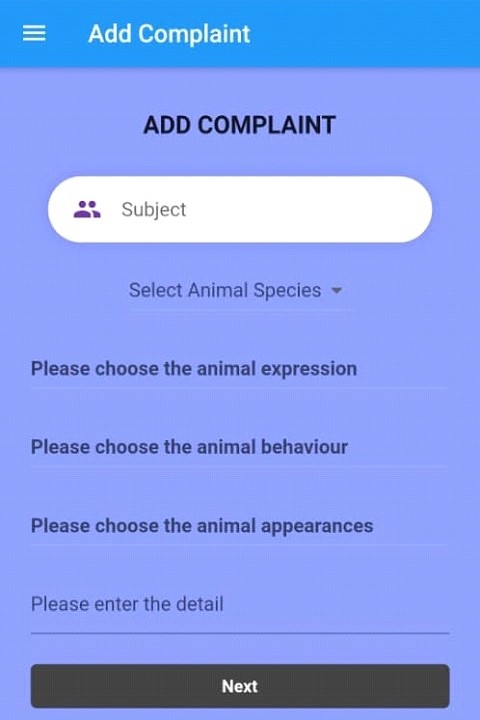 Add Complaint
ADD COMPLAINT
Subject
Select Animal Species
Please choose the animal expression
Please choose the animal behaviour
Please choose the animal appearances
Please enter the detail
Next